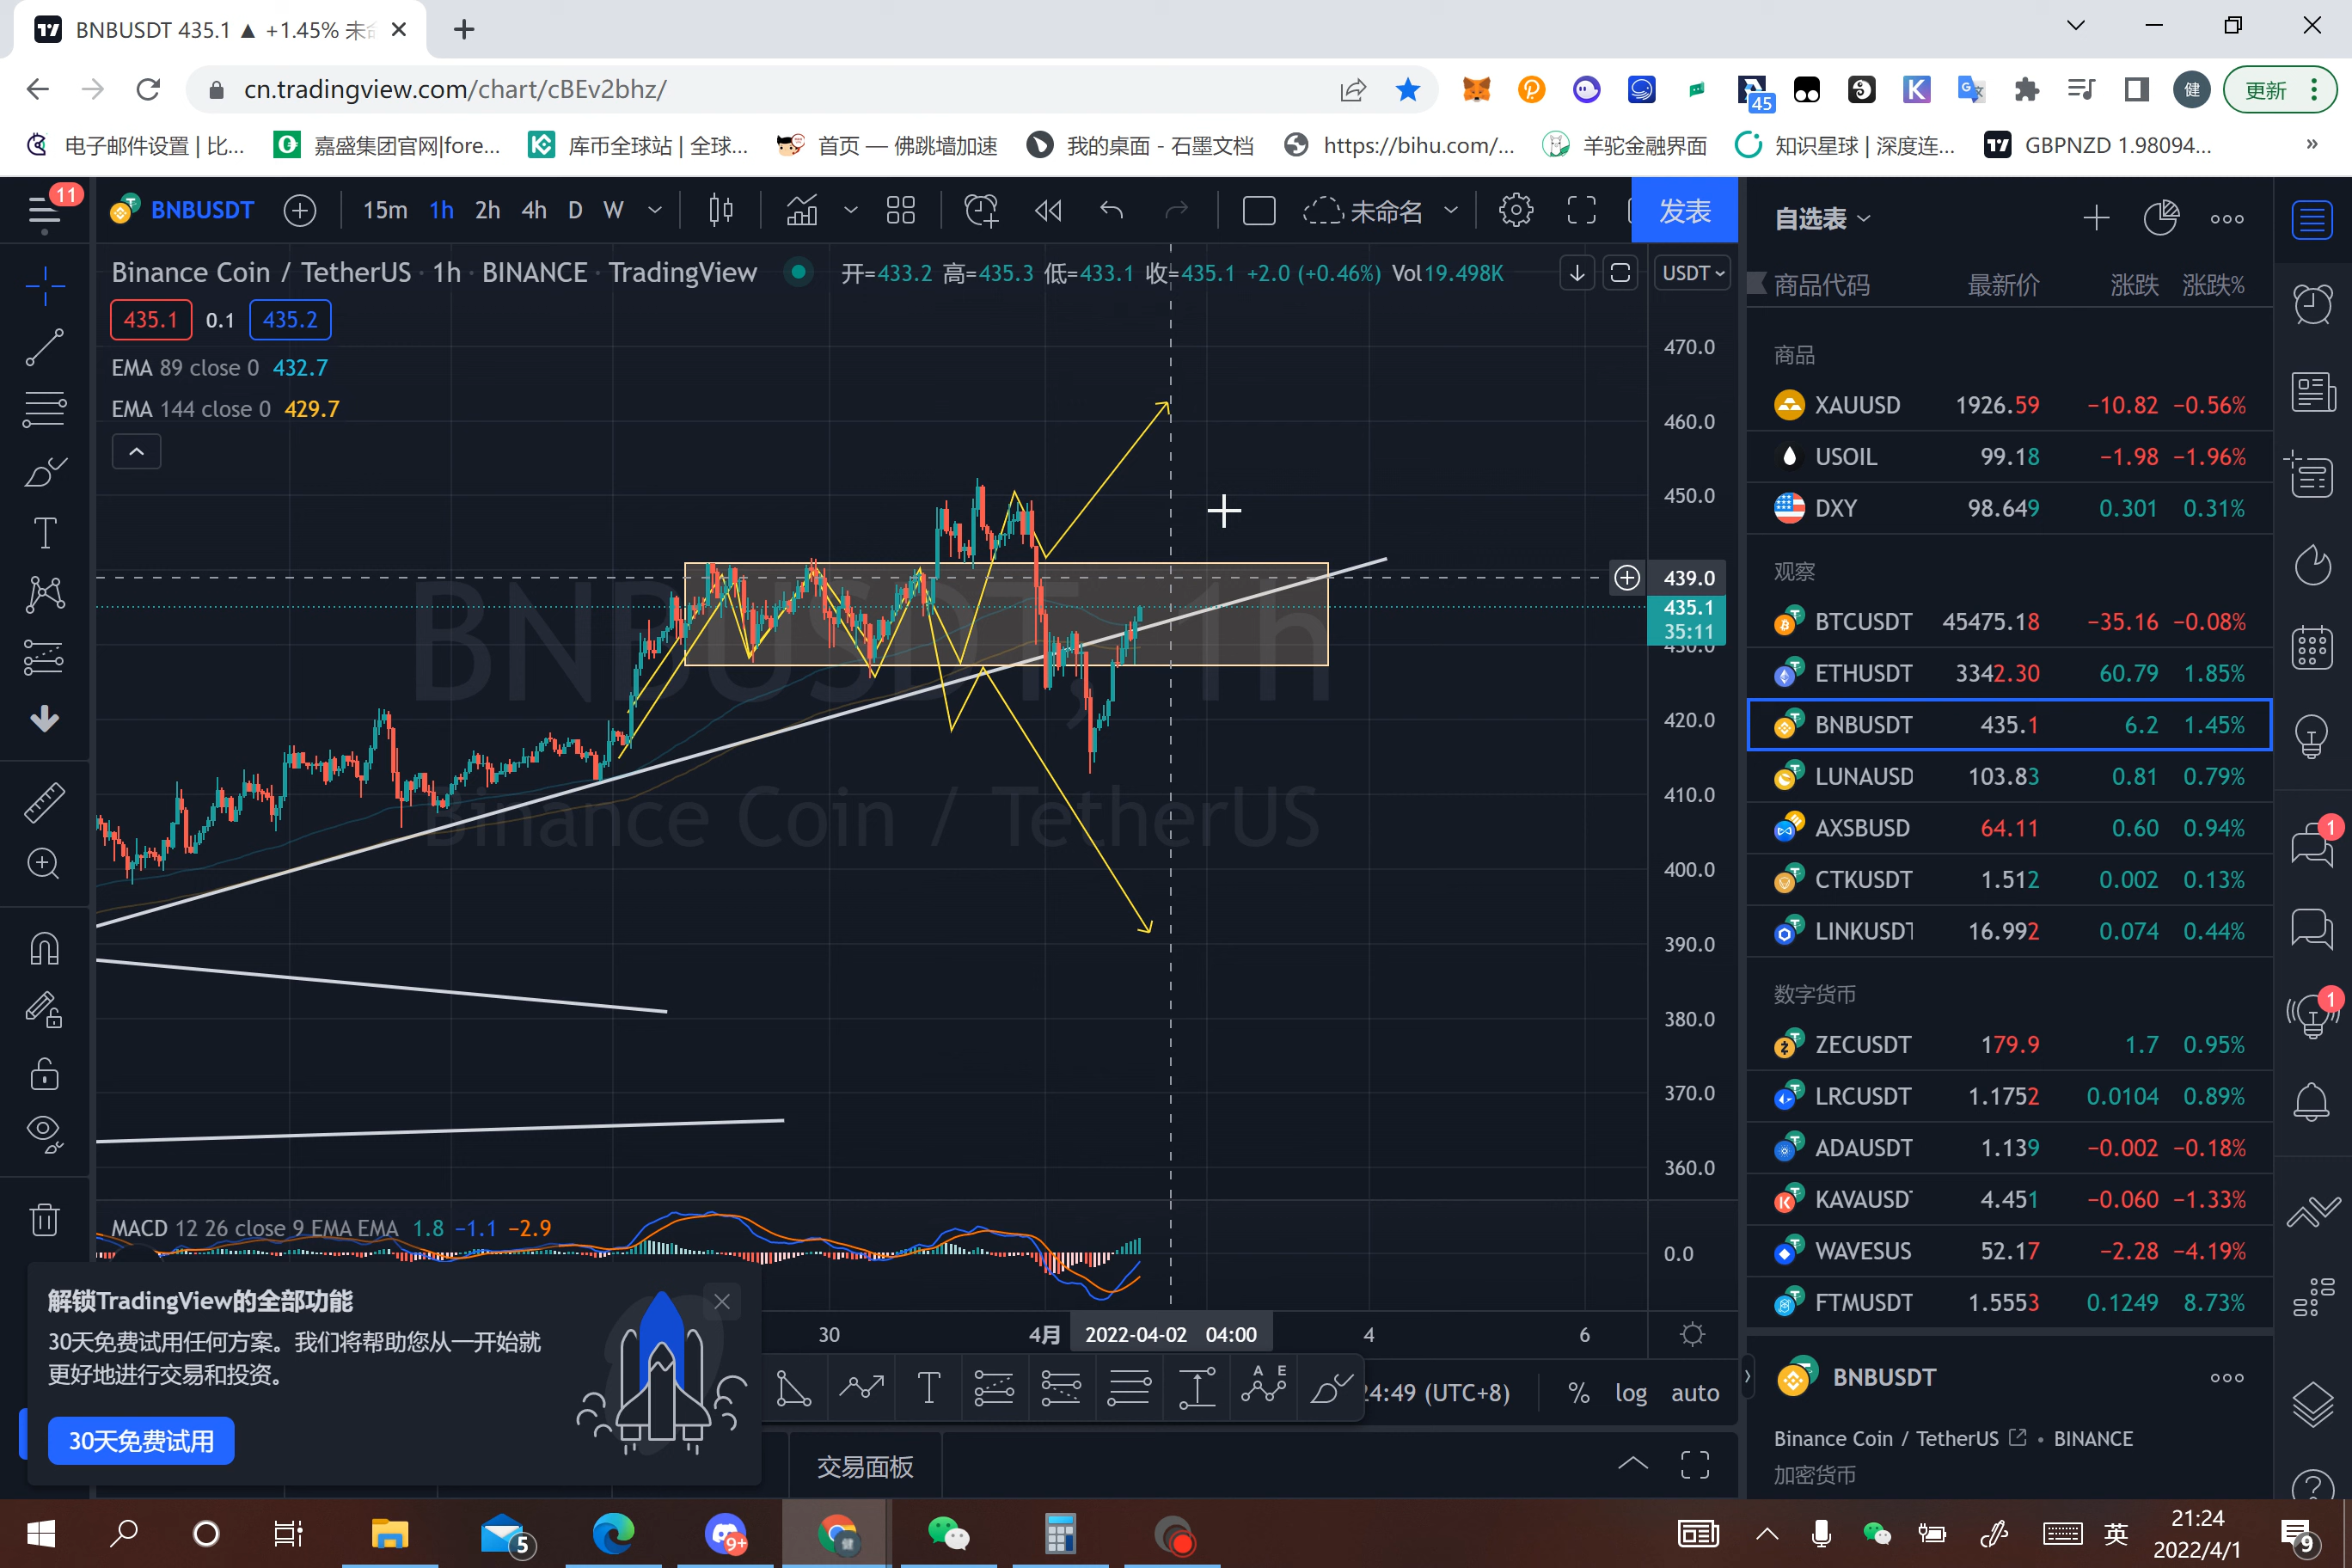 BNBUSDT 435.1 ▲ +1.45%
cn.tradingview.com/chart/cBEv2bhz/
45
健
更新
电子邮件设置 | 比...
嘉盛集团官网|fore...
库币全球站 | 全球...
首页 — 佛跳墙加速
我的桌面 - 石墨文档
https://bihu.com/...
羊驼金融界面
知识星球 | 深度连...
GBPNZD 1.98094...
»
11
BNBUSDT
15m 1h 2h 4h D W
未命名
发表
Binance Coin / TetherUS · 1h · BINANCE · TradingView
开=433.2 高=435.3 低=433.1 收=435.1 +2.0 (+0.46%) Vol19.498K
USDT
435.1 0.1 435.2
EMA 89 close 0 432.7
EMA 144 close 0 429.7
BNBUSDT, 1h
Binance Coin / TetherUS
470.0
460.0
450.0
439.0
435.1
35:11
430.0
420.0
410.0
400.0
390.0
380.0
370.0
360.0
MACD 12 26 close 9 EMA EMA 1.8 −1.1 −2.9
0.0
30 4月 2022-04-02 04:00 4 6
解锁TradingView的全部功能
30天免费试用任何方案。我们将帮助您从一开始就
更好地进行交易和投资。
30天免费试用
4:49 (UTC+8) % log auto
交易面板
自选表
商品代码 最新价 涨跌 涨跌%
商品
XAUUSD 1926.59 −10.82 −0.56%
USOIL 99.18 −1.98 −1.96%
DXY 98.649 0.301 0.31%
观察
BTCUSDT 45475.18 −35.16 −0.08%
ETHUSDT 3342.30 60.79 1.85%
BNBUSDT 435.1 6.2 1.45%
LUNAUSD 103.83 0.81 0.79%
AXSBUSD 64.11 0.60 0.94%
CTKUSDT 1.512 0.002 0.13%
LINKUSDT 16.992 0.074 0.44%
数字货币
ZECUSDT 179.9 1.7 0.95%
LRCUSDT 1.1752 0.0104 0.89%
ADAUSDT 1.139 −0.002 −0.18%
KAVAUSD 4.451 −0.060 −1.33%
WAVESUS 52.17 −2.28 −4.19%
FTMUSDT 1.5553 0.1249 8.73%
BNBUSDT
Binance Coin / TetherUS • BINANCE
加密货币
1
1
5
9+
英
21:24
2022/4/1
9